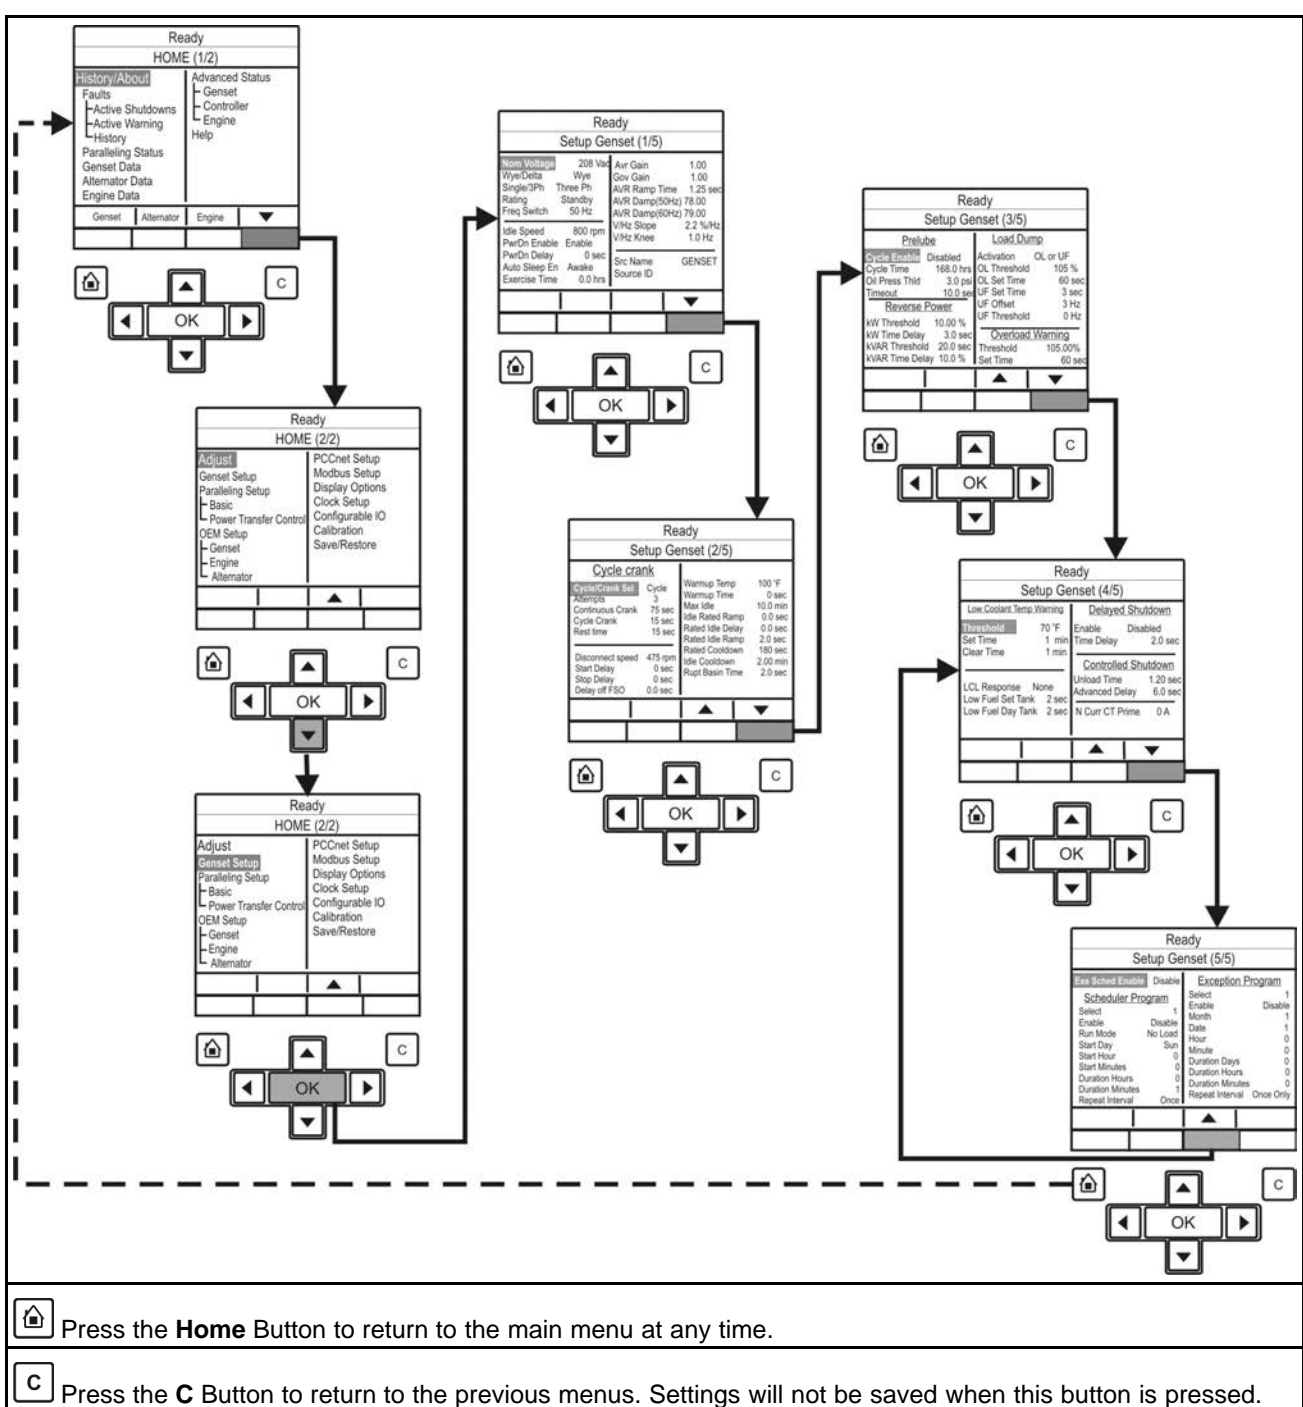 Ready
HOME (1/2)
History/About
Faults
Active Shutdowns
Active Warning
History
Paralleling Status
Genset Data
Alternator Data
Engine Data
Advanced Status
Genset
Controller
Engine
Help
Genset Alternator Engine
C
OK
Ready
HOME (2/2)
Adjust
Genset Setup
Paralleling Setup
Basic
Power Transfer Control
OEM Setup
Genset
Engine
Alternator
PCCnet Setup
Modbus Setup
Display Options
Clock Setup
Configurable IO
Calibration
Save/Restore
C
OK
Ready
HOME (2/2)
Adjust
Genset Setup
Paralleling Setup
Basic
Power Transfer Control
OEM Setup
Genset
Engine
Alternator
PCCnet Setup
Modbus Setup
Display Options
Clock Setup
Configurable IO
Calibration
Save/Restore
C
OK
Ready
Setup Genset (1/5)
Nom Voltage 208 Vac
Wye/Delta Wye
Single/3Ph Three Ph
Rating Standby
Freq Switch 50 Hz
Idle Speed 800 rpm
PwrDn Enable Enable
PwrDn Delay 0 sec
Auto Sleep En Awake
Exercise Time 0.0 hrs
Avr Gain 1.00
Gov Gain 1.00
AVR Ramp Time 1.25 sec
AVR Damp(50Hz) 78.00
AVR Damp(60Hz) 79.00
V/Hz Slope 2.2 %/Hz
V/Hz Knee 1.0 Hz
Src Name GENSET
Source ID
C
OK
Ready
Setup Genset (2/5)
Cycle crank
Cycle/Crank Sel Cycle
Attempts 3
Continuous Crank 75 sec
Cycle Crank 15 sec
Rest time 15 sec
Disconnect speed 475 rpm
Start Delay 0 sec
Stop Delay 0 sec
Delay off FSO 0.0 sec
Warmup Temp 100 °F
Warmup Time 0 sec
Max Idle 10.0 min
Idle Rated Ramp 0.0 sec
Rated Idle Delay 0.0 sec
Rated Idle Ramp 2.0 sec
Rated Cooldown 180 sec
Idle Cooldown 2.00 min
Rupt Basin Time 2.0 sec
C
OK
Ready
Setup Genset (3/5)
Prelube
Cycle Enable Disabled
Cycle Time 168.0 hrs
Oil Press Thld 3.0 psi
Timeout 10.0 sec
Reverse Power
kW Threshold 10.00 %
kW Time Delay 3.0 sec
kVAR Threshold 20.0 sec
kVAR Time Delay 10.0 %
Load Dump
Activation OL or UF
OL Threshold 105 %
OL Set Time 60 sec
UF Set Time 3 sec
UF Offset 3 Hz
UF Threshold 0 Hz
Overload Warning
Threshold 105.00%
Set Time 60 sec
C
OK
Ready
Setup Genset (4/5)
Low Coolant Temp Warning
Threshold 70 °F
Set Time 1 min
Clear Time 1 min
LCL Response None
Low Fuel Set Tank 2 sec
Low Fuel Day Tank 2 sec
Delayed Shutdown
Enable Disabled
Time Delay 2.0 sec
Controlled Shutdown
Unload Time 1.20 sec
Advanced Delay 6.0 sec
N Curr CT Prime 0 A
C
OK
Ready
Setup Genset (5/5)
Exe Sched Enable Disable
Scheduler Program
Select 1
Enable Disable
Run Mode No Load
Start Day Sun
Start Hour 0
Start Minutes 0
Duration Hours 0
Duration Minutes 1
Repeat Interval Once
Exception Program
Select 1
Enable Disable
Month 1
Date 1
Hour 0
Minute 0
Duration Days 0
Duration Hours 0
Duration Minutes 0
Repeat Interval Once Only
C
OK
Press the Home Button to return to the main menu at any time.
C Press the C Button to return to the previous menus. Settings will not be saved when this button is pressed.